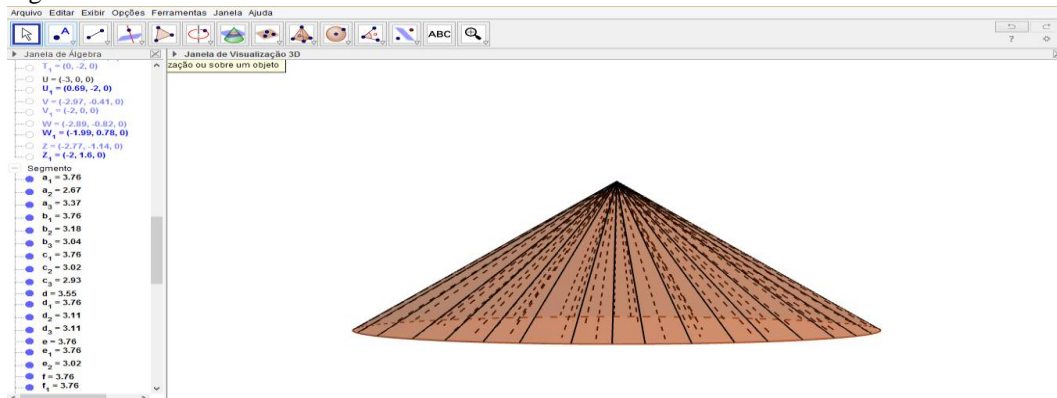 Arquivo Editar Exibir Opções Ferramentas Janela Ajuda
A
ABC
Janela de Álgebra
Janela de Visualização 3D
zação ou sobre um objeto
T₁ = (0, -2, 0)
U = (-3, 0, 0)
U₁ = (0.69, -2, 0)
V = (-2.97, -0.41, 0)
V₁ = (-2, 0, 0)
W = (-2.89, -0.82, 0)
W₁ = (-1.99, 0.78, 0)
Z = (-2.77, -1.14, 0)
Z₁ = (-2, 1.6, 0)
Segmento
a₁ = 3.76
a₂ = 2.67
a₃ = 3.37
b₁ = 3.76
b₂ = 3.18
b₃ = 3.04
c₁ = 3.76
c₂ = 3.02
c₃ = 2.93
d = 3.55
d₁ = 3.76
d₂ = 3.11
d₃ = 3.11
e = 3.76
e₁ = 3.76
e₂ = 3.02
f = 3.76
f₁ = 3.76